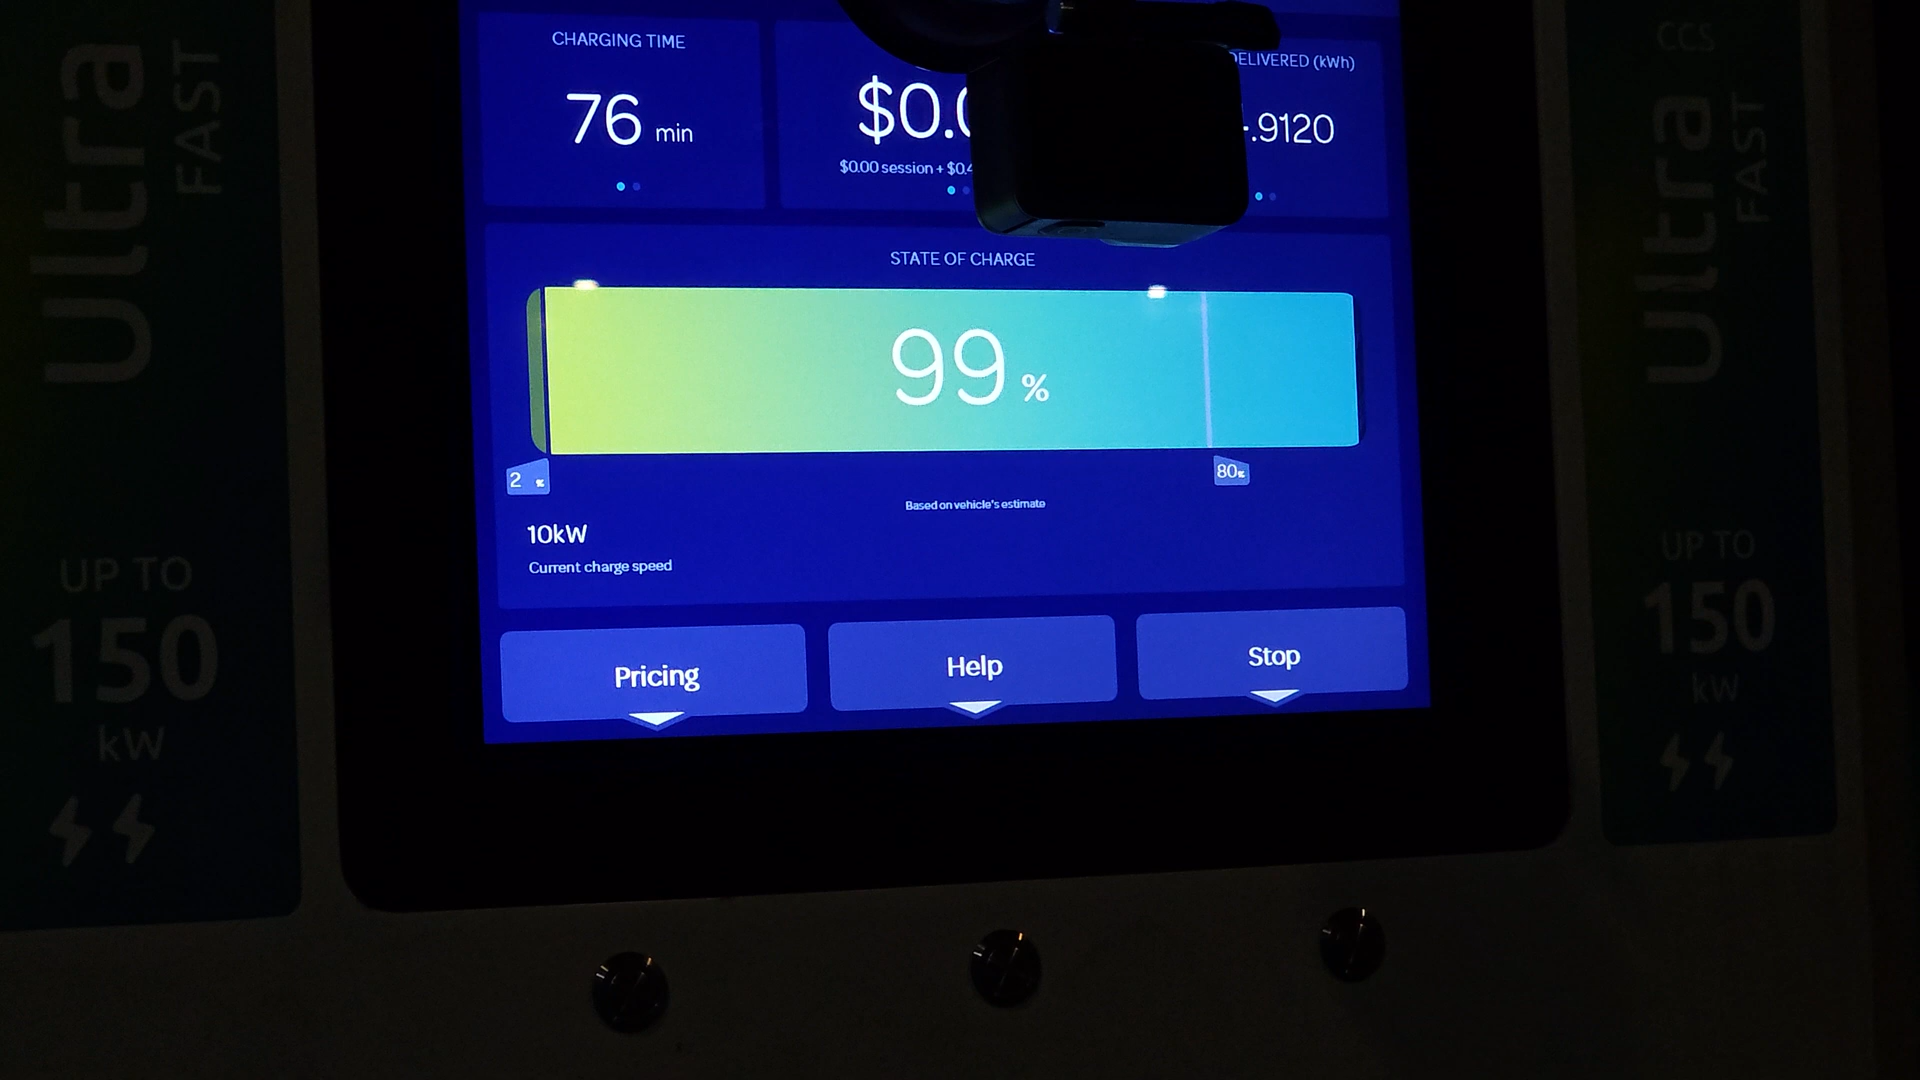 CHARGING TIME
76 min
$0.0
$0.00 session + $0.4
DELIVERED (kWh)
.9120
STATE OF CHARGE
99 %
2 %
80%
Based on vehicle's estimate
10kW
Current charge speed
Pricing
Help
Stop
Ultra
FAST
UP TO
150
kW
CCS
Ultra
FAST
UP TO
150
kW